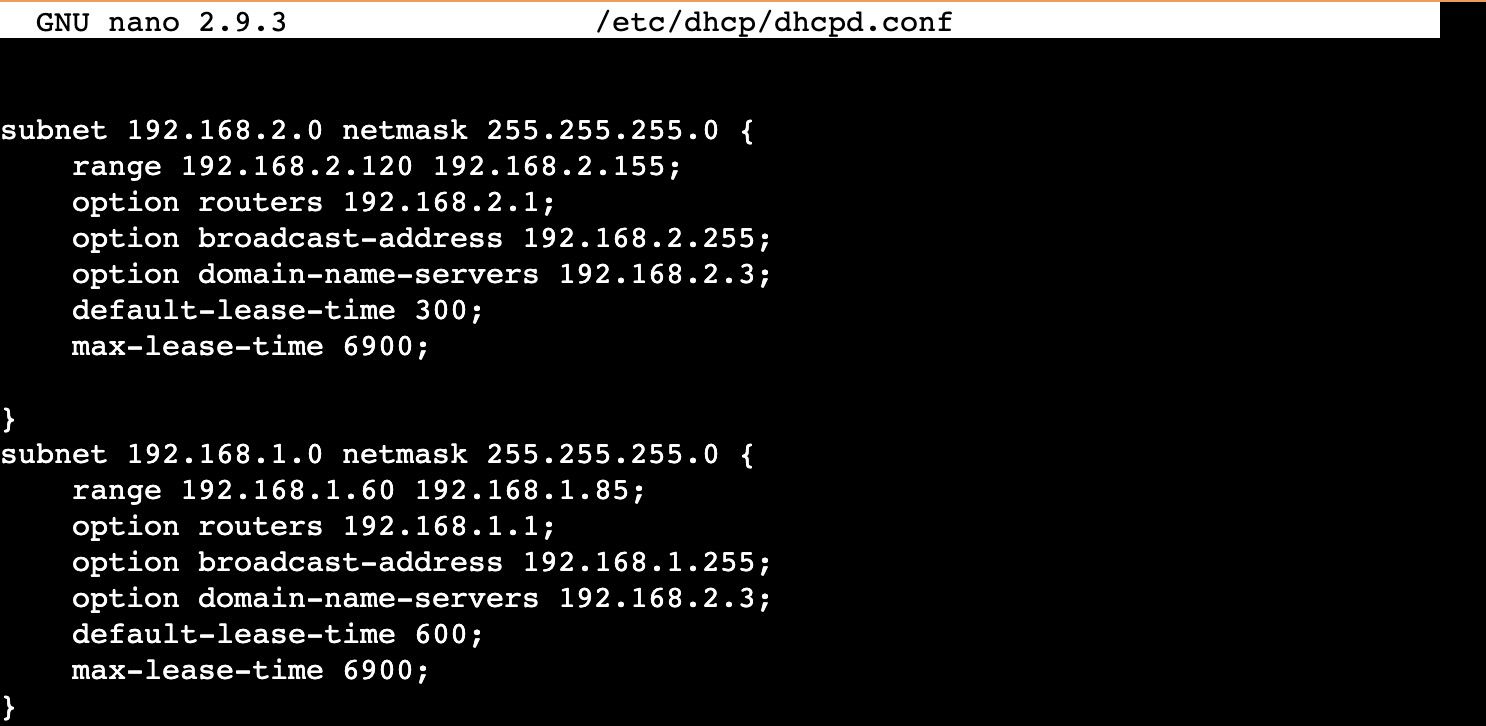 GNU nano 2.9.3 /etc/dhcp/dhcpd.conf
subnet 192.168.2.0 netmask 255.255.255.0 {
range 192.168.2.120 192.168.2.155;
option routers 192.168.2.1;
option broadcast-address 192.168.2.255;
option domain-name-servers 192.168.2.3;
default-lease-time 300;
max-lease-time 6900;
}
subnet 192.168.1.0 netmask 255.255.255.0 {
range 192.168.1.60 192.168.1.85;
option routers 192.168.1.1;
option broadcast-address 192.168.1.255;
option domain-name-servers 192.168.2.3;
default-lease-time 600;
max-lease-time 6900;
}